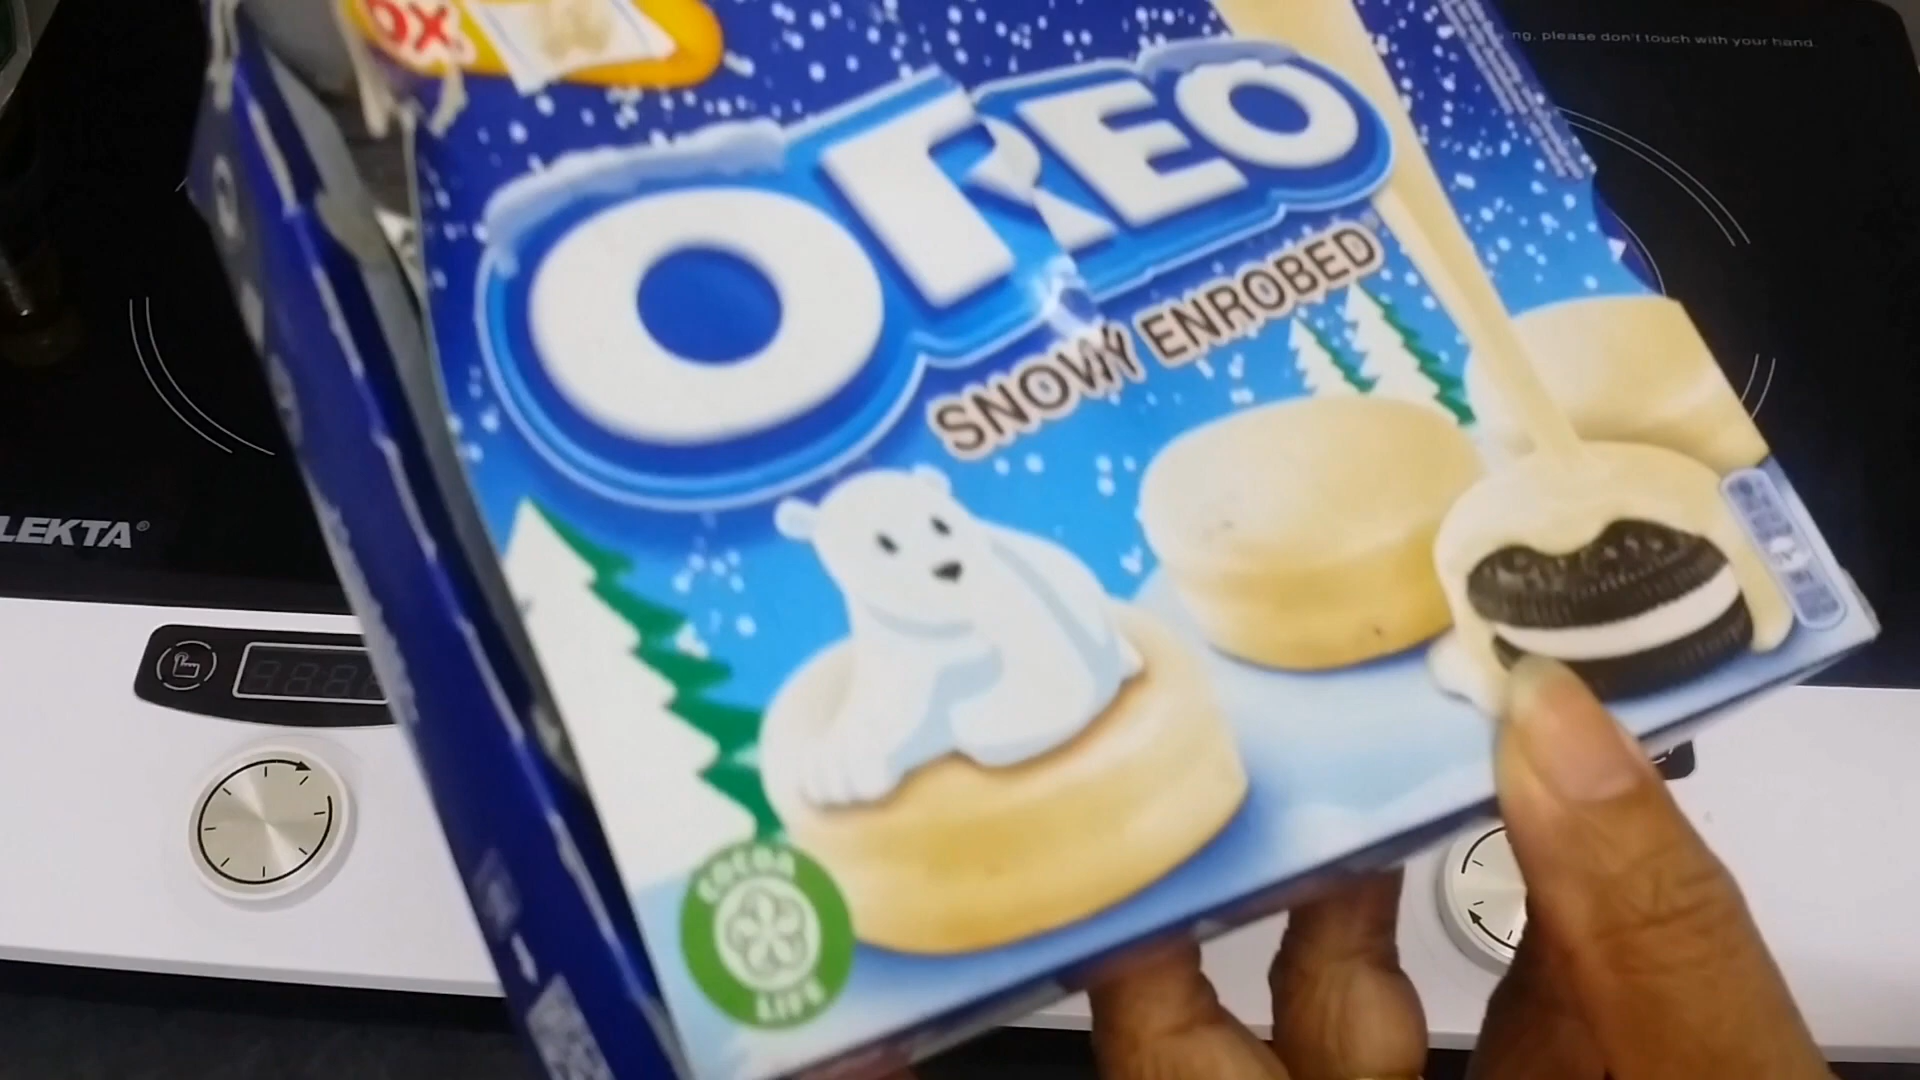 ng, please don't touch with your hand.
OREO
SNOWY ENROBED
LEKTA®
COCOA
LIFE